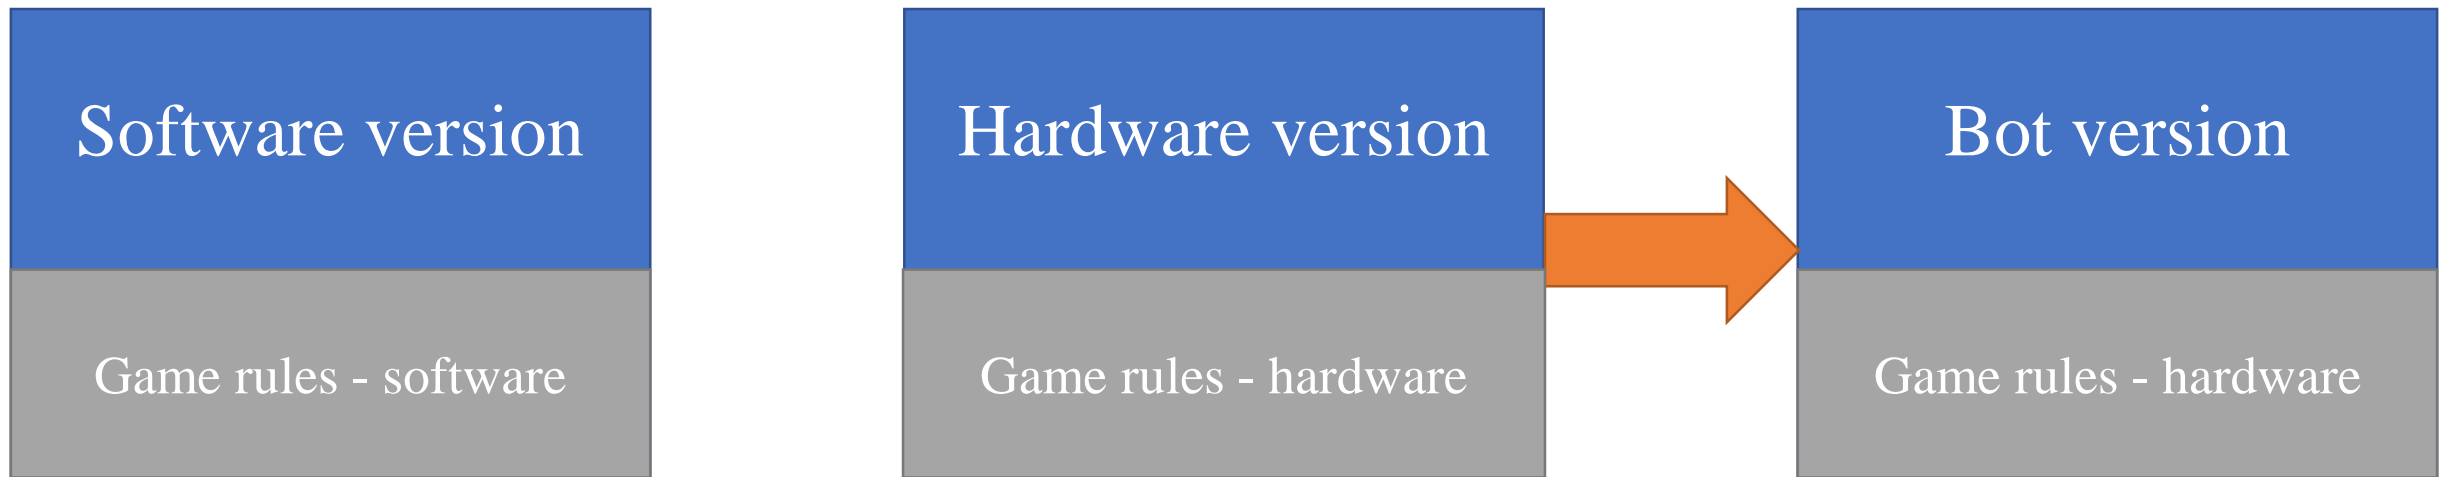 Software version
Hardware version
Bot version
Game rules - software
Game rules - hardware
Game rules - hardware